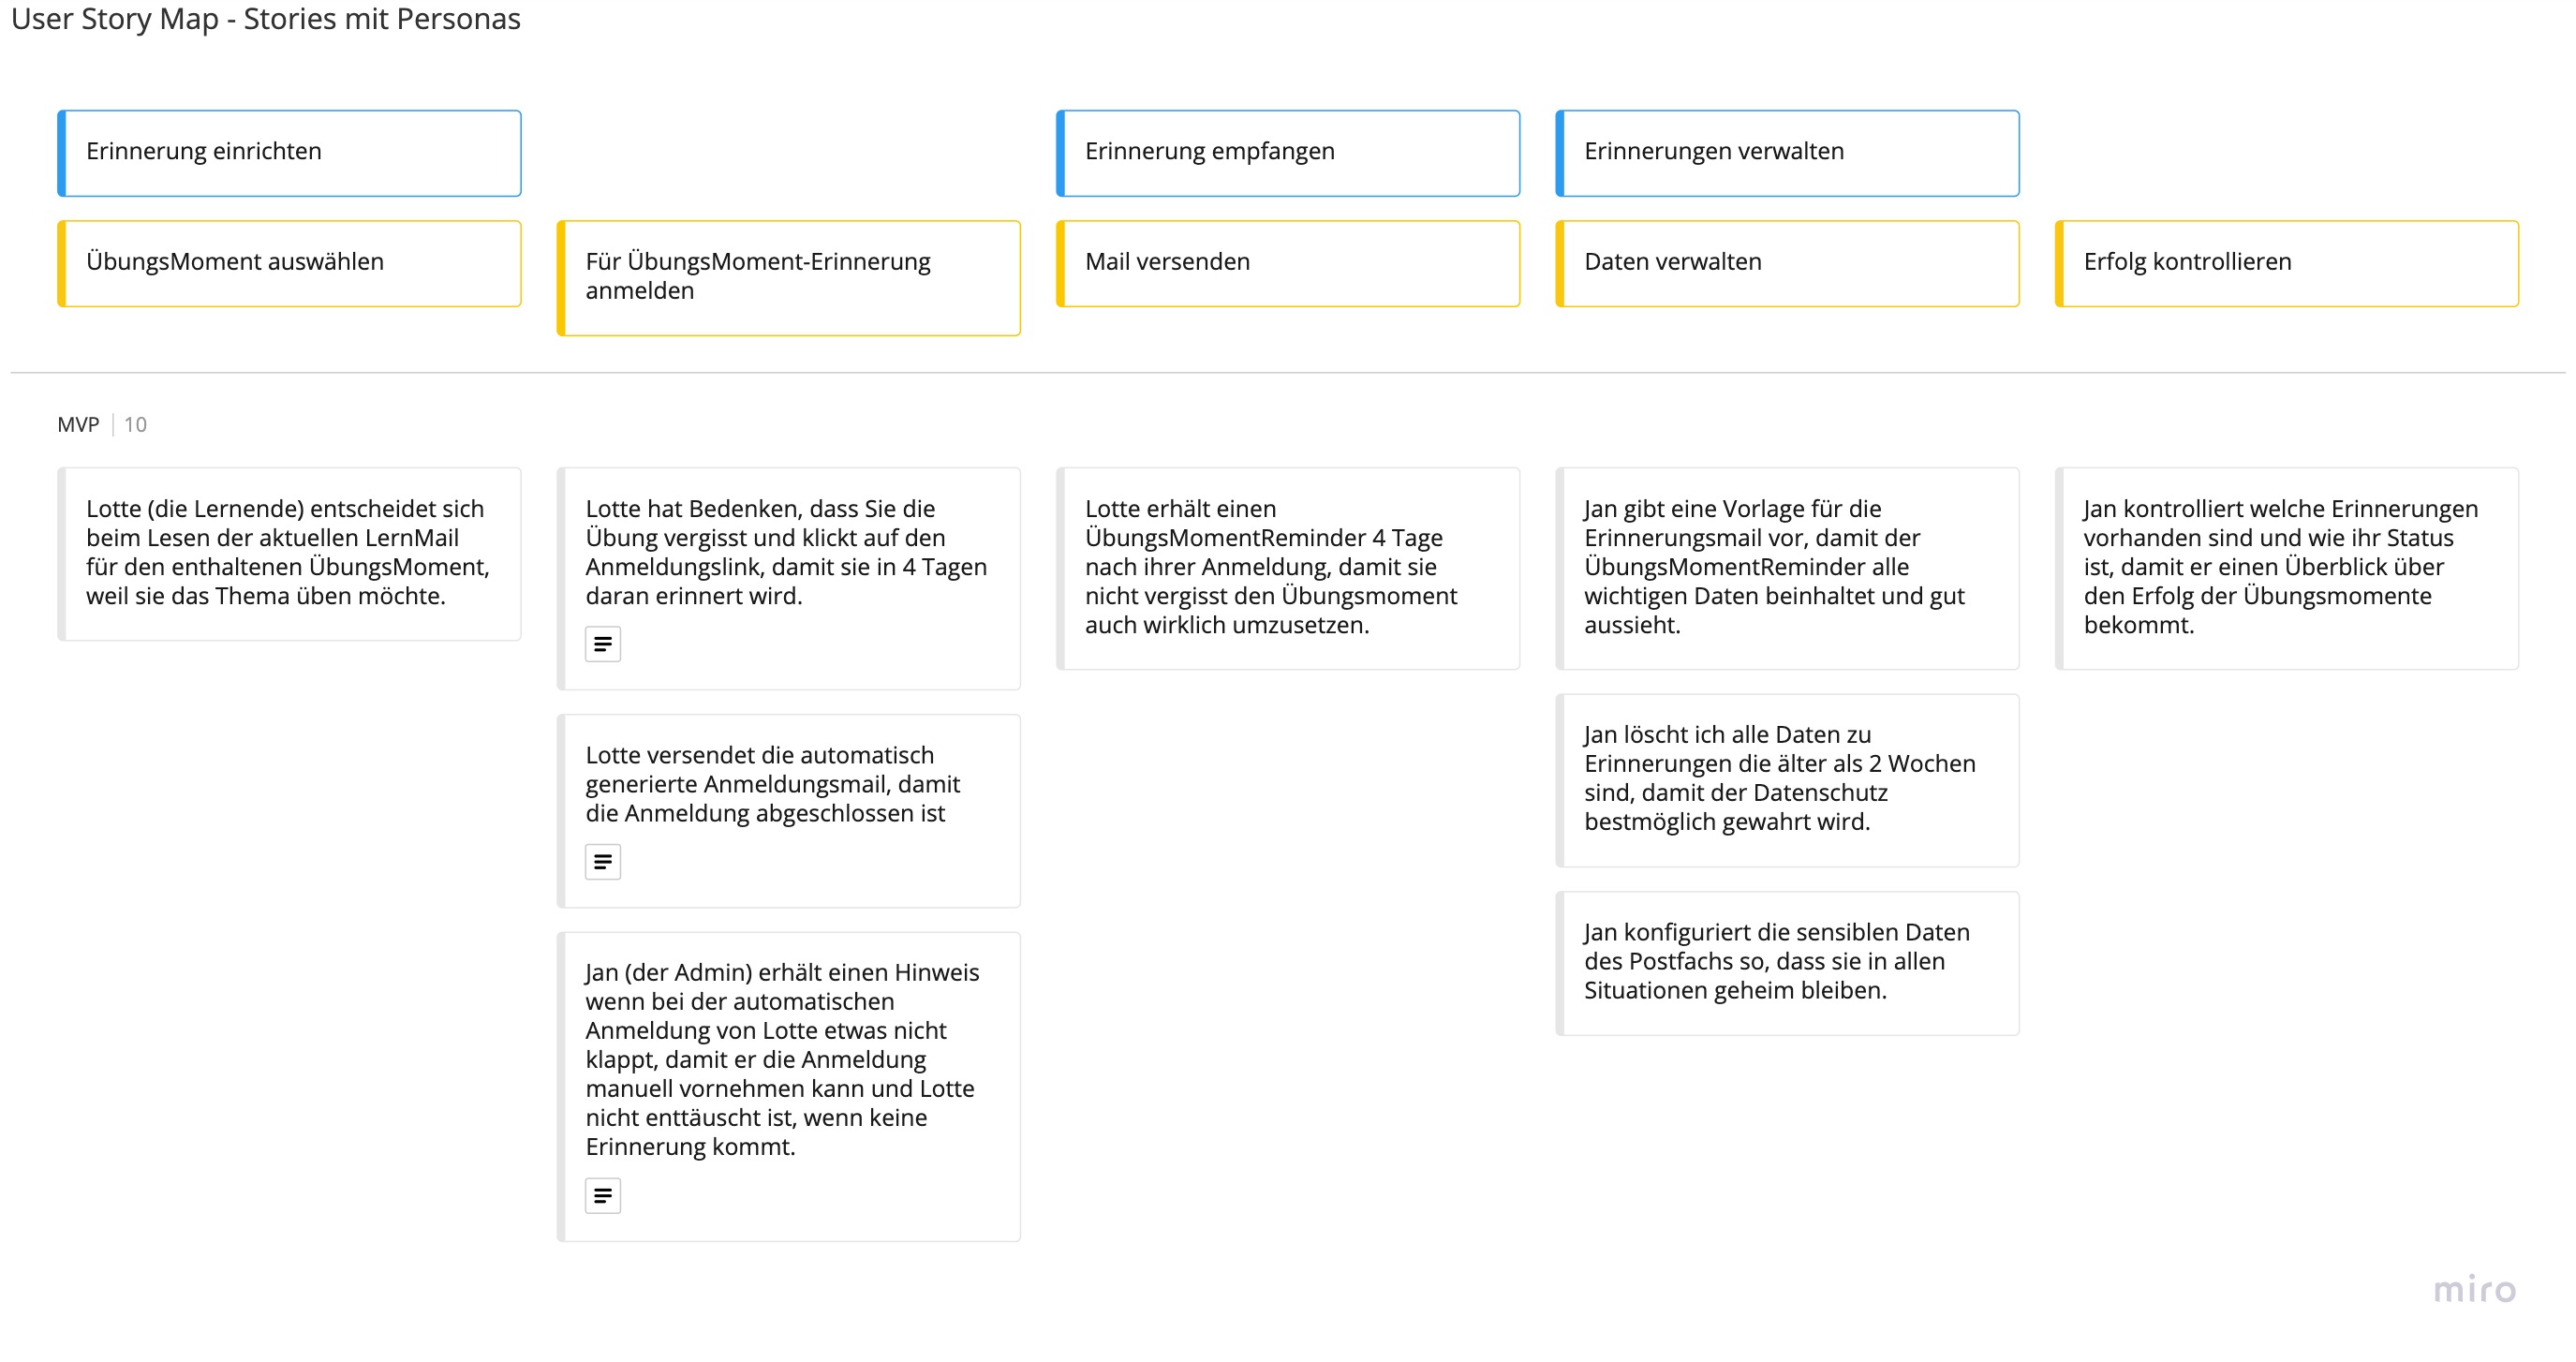 User Story Map - Stories mit Personas
Erinnerung einrichten
Erinnerung empfangen
Erinnerungen verwalten
ÜbungsMoment auswählen
Für ÜbungsMoment-Erinnerung
anmelden
Mail versenden
Daten verwalten
Erfolg kontrollieren
MVP | 10
Lotte (die Lernende) entscheidet sich
beim Lesen der aktuellen LernMail
für den enthaltenen ÜbungsMoment,
weil sie das Thema üben möchte.
Lotte hat Bedenken, dass Sie die
Übung vergisst und klickt auf den
Anmeldungslink, damit sie in 4 Tagen
daran erinnert wird.
Lotte versendet die automatisch
generierte Anmeldungsmail, damit
die Anmeldung abgeschlossen ist
Jan (der Admin) erhält einen Hinweis
wenn bei der automatischen
Anmeldung von Lotte etwas nicht
klappt, damit er die Anmeldung
manuell vornehmen kann und Lotte
nicht enttäuscht ist, wenn keine
Erinnerung kommt.
Lotte erhält einen
ÜbungsMomentReminder 4 Tage
nach ihrer Anmeldung, damit sie
nicht vergisst den Übungsmoment
auch wirklich umzusetzen.
Jan gibt eine Vorlage für die
Erinnerungsmail vor, damit der
ÜbungsMomentReminder alle
wichtigen Daten beinhaltet und gut
aussieht.
Jan löscht ich alle Daten zu
Erinnerungen die älter als 2 Wochen
sind, damit der Datenschutz
bestmöglich gewahrt wird.
Jan konfiguriert die sensiblen Daten
des Postfachs so, dass sie in allen
Situationen geheim bleiben.
Jan kontrolliert welche Erinnerungen
vorhanden sind und wie ihr Status
ist, damit er einen Überblick über
den Erfolg der Übungsmomente
bekommt.
miro